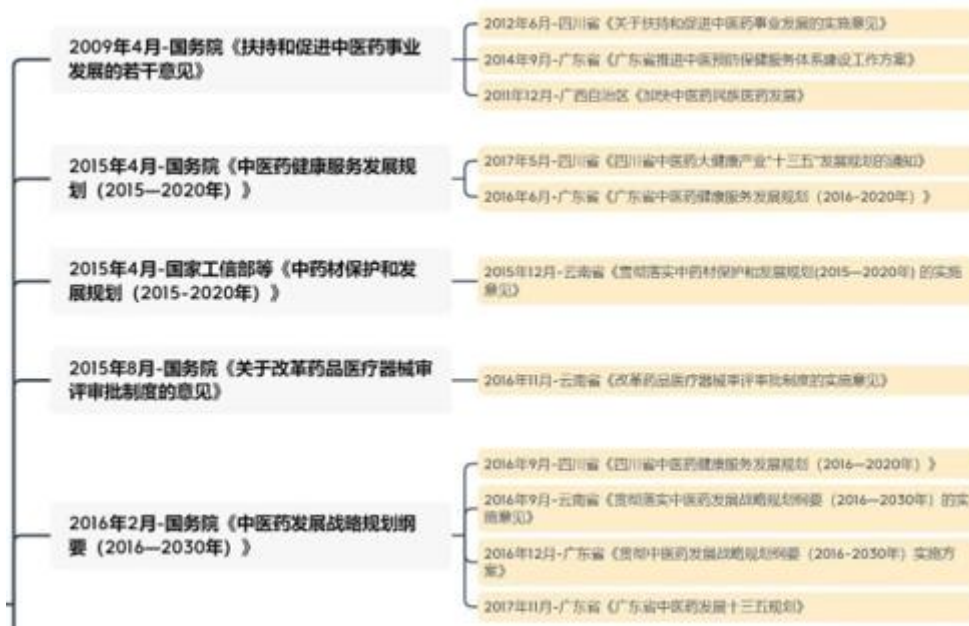 2009年4月-国务院《扶持和促进中医药事业
发展的若干意见》
2012年6月-四川省《关于扶持和促进中医药事业发展的实施意见》
2014年9月-广东省《广东省推进中医预防保健服务体系建设工作方案》
2011年12月-广西自治区《加快中医药民族医药发展》
2015年4月-国务院《中医药健康服务发展规
划（2015—2020年）》
2017年5月-四川省《四川省中医药大健康产业“十三五”发展规划的通知》
2016年6月-广东省《广东省中医药健康服务发展规划（2016-2020年）》
2015年4月-国家工信部等《中药材保护和发
展规划（2015-2020年）》
2015年12月-云南省《贯彻落实中药材保护和发展规划(2015—2020年) 的实施
意见》
2015年8月-国务院《关于改革药品医疗器械审
评审批制度的意见》
2016年11月-云南省《改革药品医疗器械审评审批制度的实施意见》
2016年2月-国务院《中医药发展战略规划纲
要（2016—2030年）》
2016年9月-四川省《四川省中医药健康服务发展规划（2016—2020年）》
2016年9月-云南省《贯彻落实中医药发展战略规划纲要（2016—2030年）的实
施意见》
2016年12月-广东省《贯彻中医药发展战略规划纲要（2016-2030年）实施方
案》
2017年11月-广东省《广东省中医药发展十三五规划》